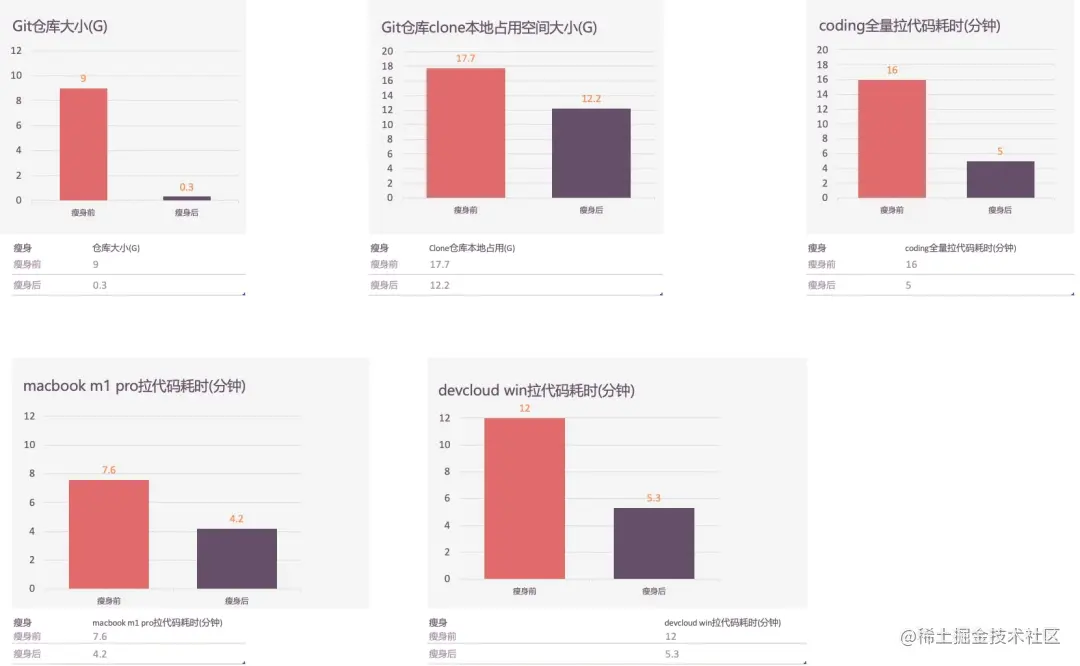 Git仓库大小(G)
12
10
8
6
4
2
0
9
0.3
瘦身前 瘦身后
瘦身 仓库大小(G)
瘦身前 9
瘦身后 0.3
Git仓库clone本地占用空间大小(G)
20
18
16
14
12
10
8
6
4
2
0
17.7
12.2
瘦身前 瘦身后
瘦身 Clone仓库本地占用(G)
瘦身前 17.7
瘦身后 12.2
coding全量拉代码耗时(分钟)
20
18
16
14
12
10
8
6
4
2
0
16
5
瘦身前 瘦身后
瘦身 coding全量拉代码耗时(分钟)
瘦身前 16
瘦身后 5
macbook m1 pro拉代码耗时(分钟)
12
10
8
6
4
2
0
7.6
4.2
瘦身前 瘦身后
瘦身 macbook m1 pro拉代码耗时(分钟)
瘦身前 7.6
瘦身后 4.2
devcloud win拉代码耗时(分钟)
12
10
8
6
4
2
0
12
5.3
瘦身前 瘦身后
瘦身 devcloud win拉代码耗时(分钟)
瘦身前 12
瘦身后 5.3
@稀土掘金技术社区